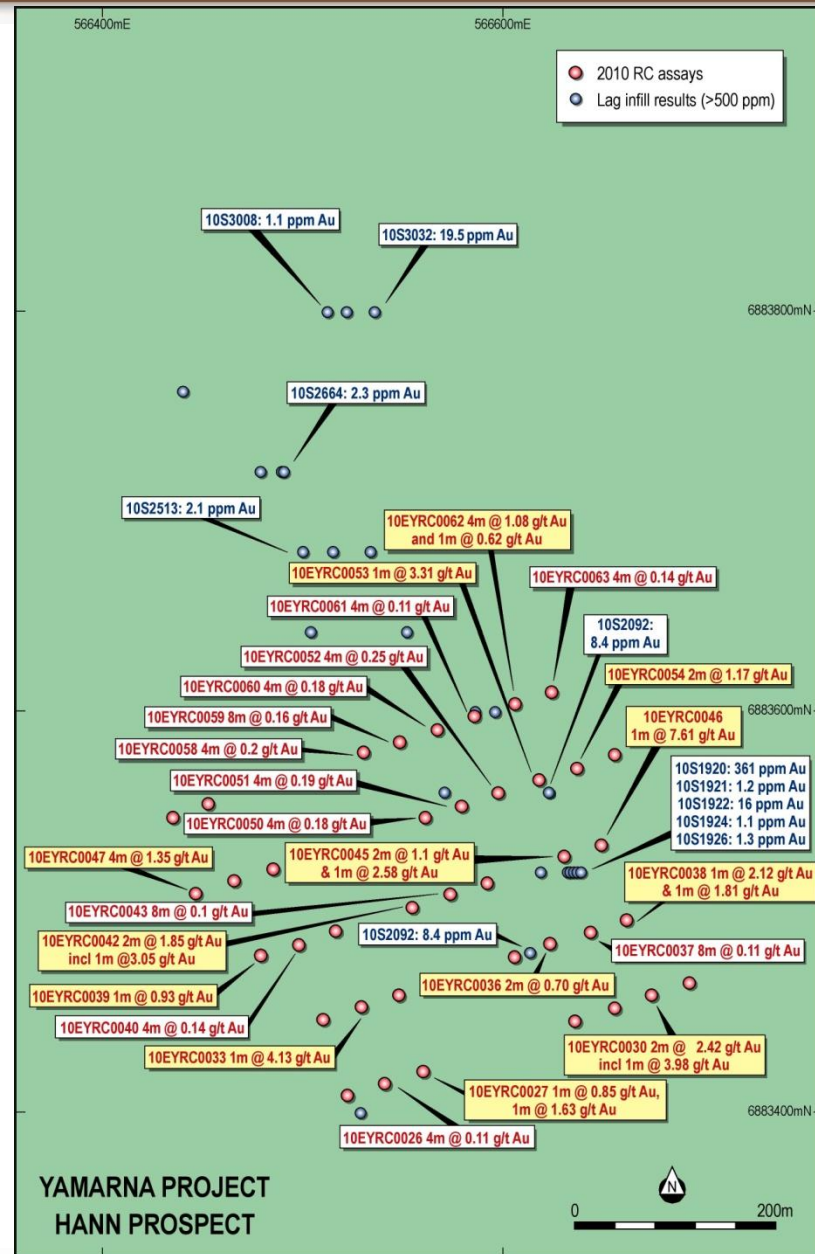 566400mE
566600mE
2010 RC assays
Lag infill results (>500 ppm)
10S3008: 1.1 ppm Au
10S3032: 19.5 ppm Au
6883800mN
10S2664: 2.3 ppm Au
10S2513: 2.1 ppm Au
10EYRC0062 4m @ 1.08 g/t Au
and 1m @ 0.62 g/t Au
10EYRC0053 1m @ 3.31 g/t Au
10EYRC0063 4m @ 0.14 g/t Au
10EYRC0061 4m @ 0.11 g/t Au
10S2092:
8.4 ppm Au
10EYRC0052 4m @ 0.25 g/t Au
10EYRC0054 2m @ 1.17 g/t Au
10EYRC0060 4m @ 0.18 g/t Au
10EYRC0059 8m @ 0.16 g/t Au
10EYRC0046
1m @ 7.61 g/t Au
6883600mN
10EYRC0058 4m @ 0.2 g/t Au
10S1920: 361 ppm Au
10S1921: 1.2 ppm Au
10S1922: 16 ppm Au
10S1924: 1.1 ppm Au
10S1926: 1.3 ppm Au
10EYRC0051 4m @ 0.19 g/t Au
10EYRC0050 4m @ 0.18 g/t Au
10EYRC0047 4m @ 1.35 g/t Au
10EYRC0045 2m @ 1.1 g/t Au
& 1m @ 2.58 g/t Au
10EYRC0038 1m @ 2.12 g/t Au
& 1m @ 1.81 g/t Au
10EYRC0043 8m @ 0.1 g/t Au
10EYRC0042 2m @ 1.85 g/t Au
incl 1m @3.05 g/t Au
10S2092: 8.4 ppm Au
10EYRC0037 8m @ 0.11 g/t Au
10EYRC0039 1m @ 0.93 g/t Au
10EYRC0036 2m @ 0.70 g/t Au
10EYRC0040 4m @ 0.14 g/t Au
10EYRC0033 1m @ 4.13 g/t Au
10EYRC0030 2m @ 2.42 g/t Au
incl 1m @ 3.98 g/t Au
10EYRC0027 1m @ 0.85 g/t Au,
1m @ 1.63 g/t Au
10EYRC0026 4m @ 0.11 g/t Au
6883400mN
YAMARNA PROJECT
HANN PROSPECT
N
0
200m